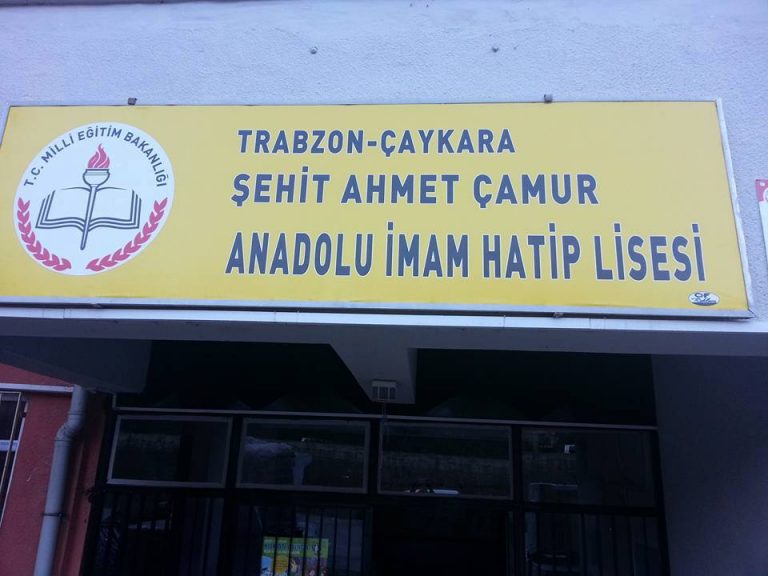 T.C. MİLLİ EĞİTİM BAKANLIĞI
TRABZON-ÇAYKARA
ŞEHİT AHMET ÇAMUR
ANADOLU İMAM HATİP LİSESİ